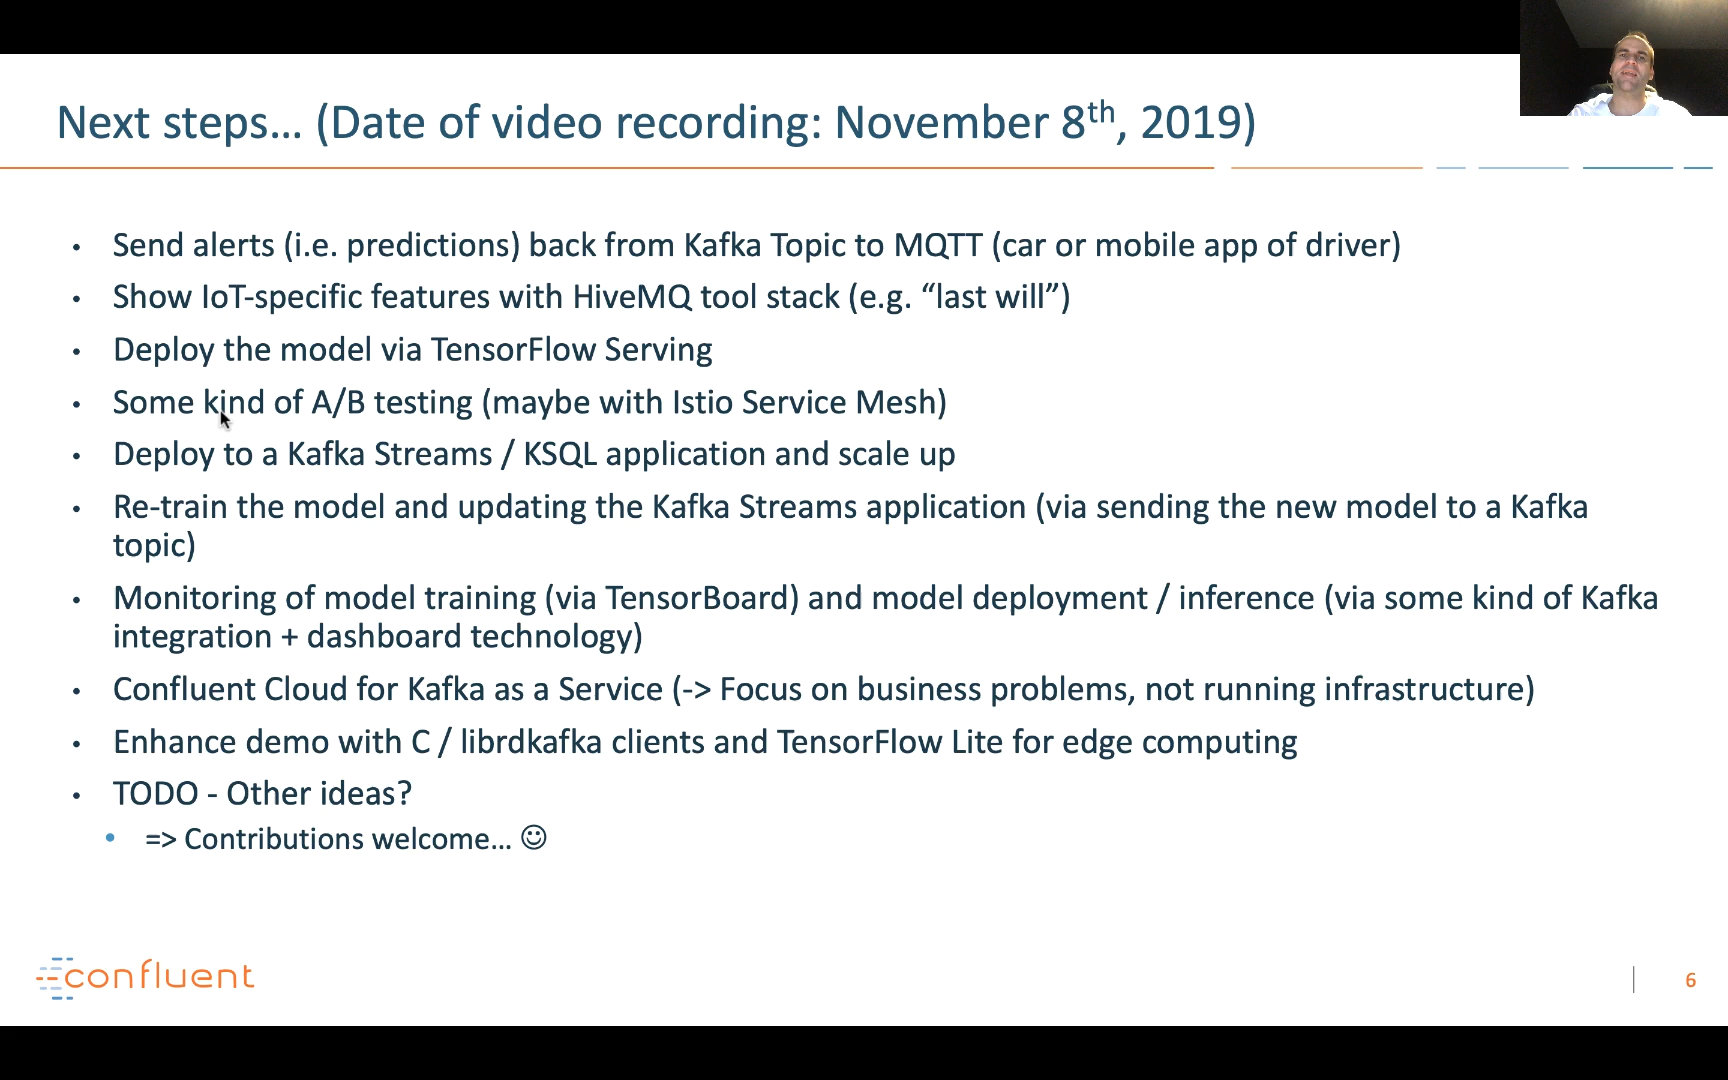 Next steps... (Date of video recording: November 8th, 2019)
• Send alerts (i.e. predictions) back from Kafka Topic to MQTT (car or mobile app of driver)
• Show IoT-specific features with HiveMQ tool stack (e.g. “last will”)
• Deploy the model via TensorFlow Serving
• Some kind of A/B testing (maybe with Istio Service Mesh)
• Deploy to a Kafka Streams / KSQL application and scale up
• Re-train the model and updating the Kafka Streams application (via sending the new model to a Kafka
topic)
• Monitoring of model training (via TensorBoard) and model deployment / inference (via some kind of Kafka
integration + dashboard technology)
• Confluent Cloud for Kafka as a Service (-> Focus on business problems, not running infrastructure)
• Enhance demo with C / librdkafka clients and TensorFlow Lite for edge computing
• TODO - Other ideas?
• => Contributions welcome... ☺
confluent
6